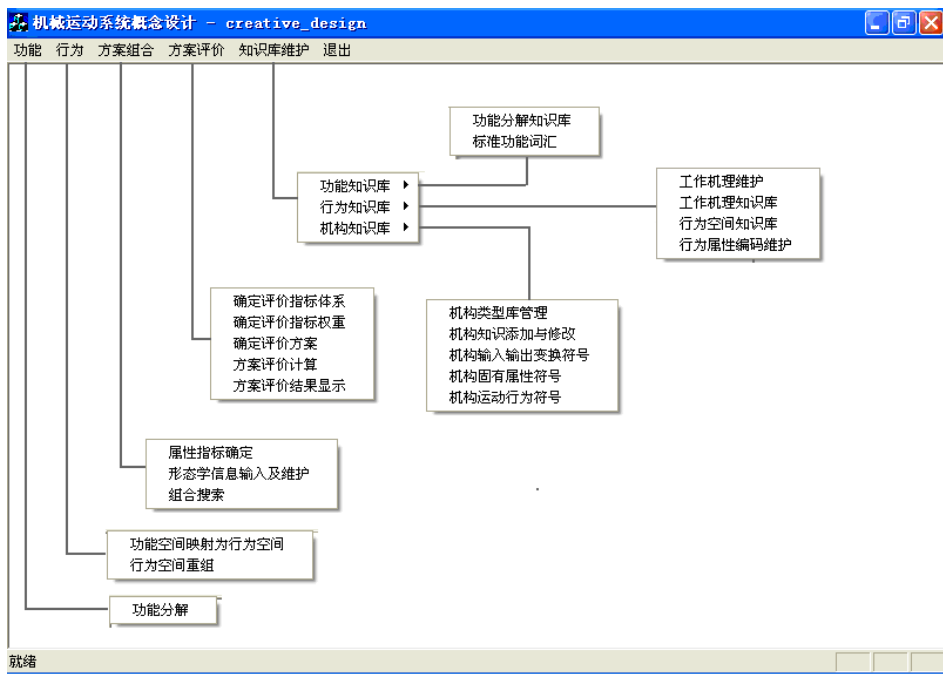 机械运动系统概念设计 - creative_design
功能 行为 方案组合 方案评价 知识库维护 退出
功能分解知识库
标准功能词汇
功能知识库
行为知识库
机构知识库
工作机理维护
工作机理知识库
行为空间知识库
行为属性编码维护
确定评价指标体系
确定评价指标权重
确定评价方案
方案评价计算
方案评价结果显示
机构类型库管理
机构知识添加与修改
机构输入输出变换符号
机构固有属性符号
机构运动行为符号
属性指标确定
形态学信息输入及维护
组合搜索
功能空间映射为行为空间
行为空间重组
功能分解
就绪